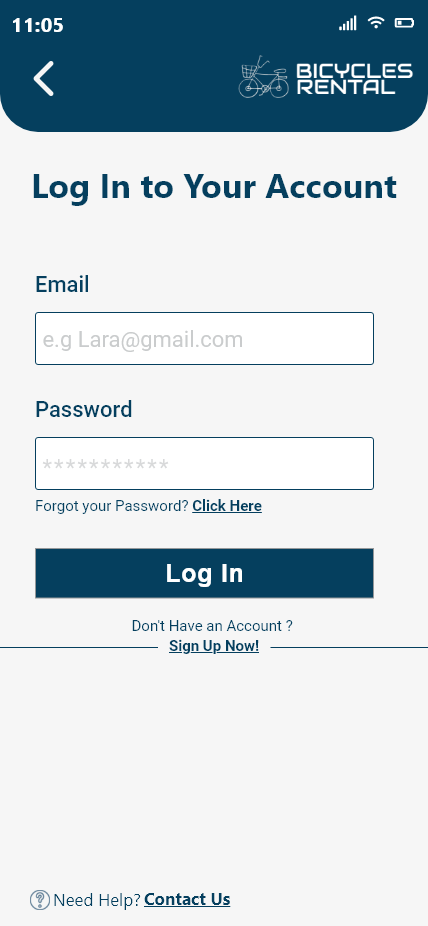 11:05
BICYCLES
RENTAL
Log In to Your Account
Email
e.g Lara@gmail.com
Password
***********
Forgot your Password? Click Here
Log In
Don't Have an Account ?
Sign Up Now!
Need Help? Contact Us